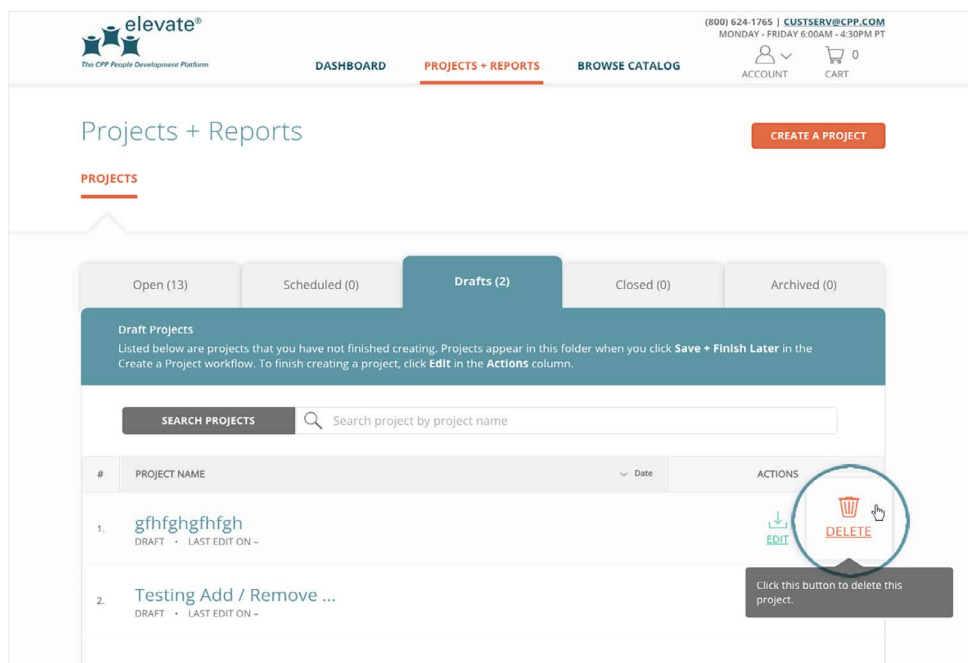 elevate®
The CPP People Development Platform
(800) 624-1765 | CUSTSERV@CPP.COM
MONDAY - FRIDAY 6:00AM - 4:30PM PT
DASHBOARD
PROJECTS + REPORTS
BROWSE CATALOG
ACCOUNT
0
CART
Projects + Reports
CREATE A PROJECT
PROJECTS
Open (13)
Scheduled (0)
Drafts (2)
Closed (0)
Archived (0)
Draft Projects
Listed below are projects that you have not finished creating. Projects appear in this folder when you click Save + Finish Later in the
Create a Project workflow. To finish creating a project, click Edit in the Actions column.
SEARCH PROJECTS
Search project by project name
# PROJECT NAME Date ACTIONS
1. gfhfghgfhfgh
DRAFT • LAST EDIT ON –
EDIT
DELETE
Click this button to delete this
project.
2. Testing Add / Remove ...
DRAFT • LAST EDIT ON –